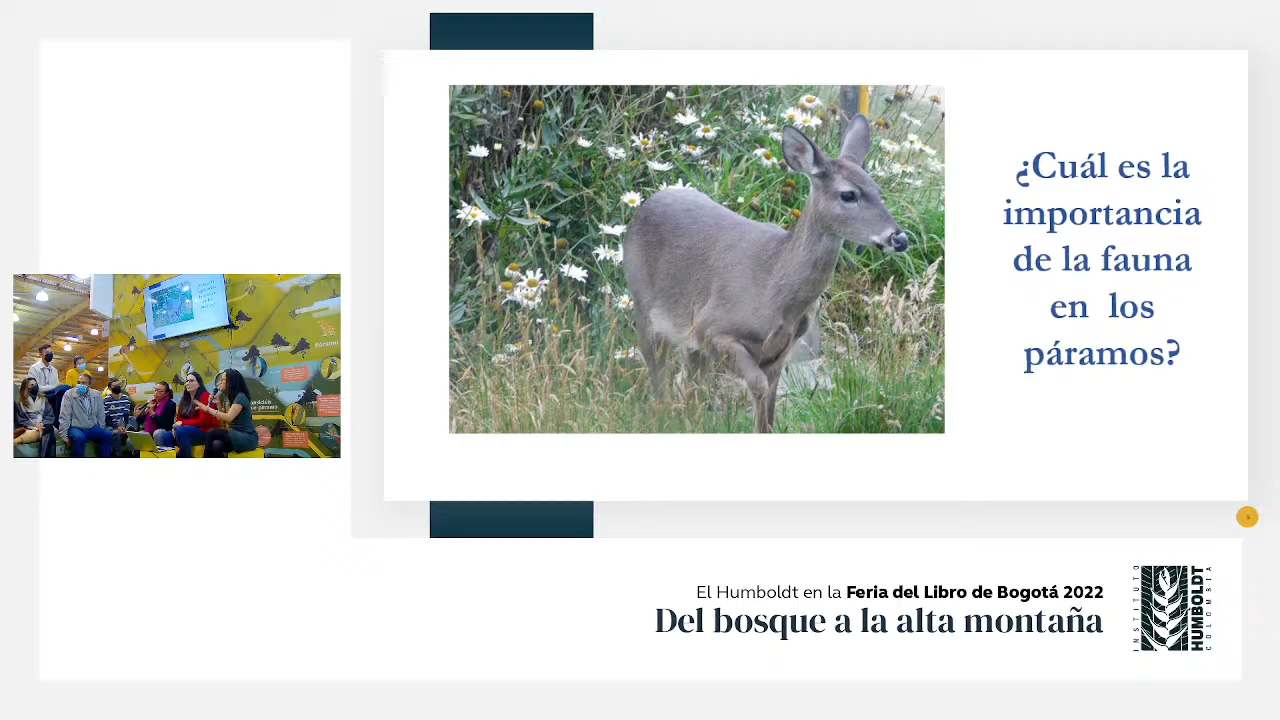 ¿Cuál es la
importancia
de la fauna
en los
páramos?
El Humboldt en la Feria del Libro de Bogotá 2022
Del bosque a la alta montaña
INSTITUTO
HUMBOLDT
COLOMBIA